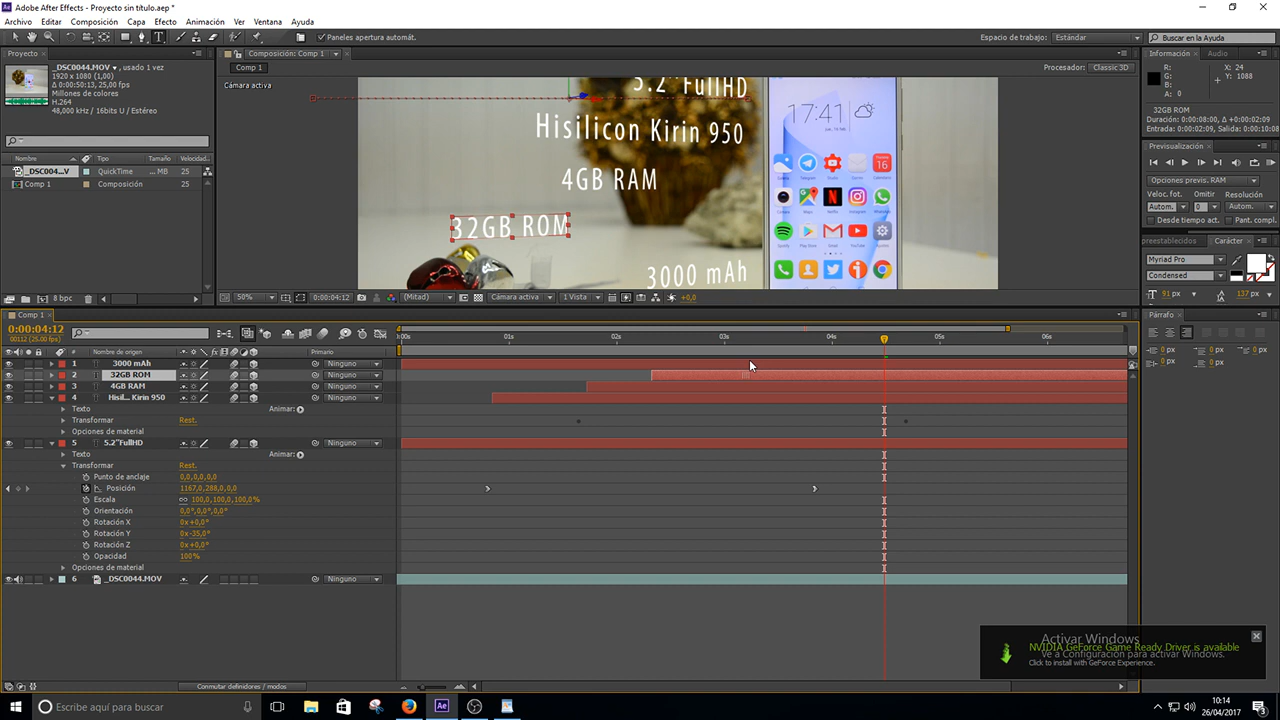 Adobe After Effects - Proyecto sin título.aep *
Archivo Editar Composición Capa Efecto Animación Ver Ventana Ayuda
Paneles apertura automát.
Espacio de trabajo: Estándar
Buscar en la Ayuda
Proyecto
Composición: Comp 1
Información Audio
_DSC0044.MOV , usado 1 vez
1920 x 1080 (1,00)
Δ 0:00:50:13, 25,00 fps
Millones de colores
H.264
48,000 kHz / 16bits U / Estéreo
Comp 1
Procesador: Classic 3D
Cámara activa
R:
G:
B:
A: 0
X: 24
Y: 1088
32GB ROM
Duración: 0:00:08:00, Δ +0:00:02:09
Entrada: 0:00:02:09, Salida: 0:00:10:08
Nombre Tipo Tamaño Velocidad..
_DSC004...V QuickTime ... MB 25
Comp 1 Composición 25
5.2"FullHD
Hisilicon Kirin 950
4GB RAM
32GB ROM
3000 mAh
17:41
Previsualización
Opciones previs. RAM
Veloc. fot. Omitir Resolución
Autom. 0 Autom.
Desde tiempo act. Pant. compl.
reestablecidos Carácter
Myriad Pro
Condensed
91 px 137 px
8 bpc
50% 0:00:04:12 (Mitad) Cámara activa 1 Vista +0,0
Comp 1
0:00:04:12
00112 (25.00 fps)
:00s 01s 02s 03s 04s 05s 06s
# Nombre de origen Primario
1 3000 mAh Ninguno
2 32GB ROM Ninguno
3 4GB RAM Ninguno
4 Hisil... Kirin 950 Ninguno
Texto Animar:
Transformar Rest.
Opciones de material
5 5.2"FullHD Ninguno
Texto Animar:
Transformar Rest.
Punto de anclaje 0,0,0,0,0,0
Posición 1167,0,288,0,0,0
Escala 100,0,100,0,100,0%
Orientación 0,0°,0,0°,0,0°
Rotación X 0x+0,0°
Rotación Y 0x-35,0°
Rotación Z 0x+0,0°
Opacidad 100%
Opciones de material
6 _DSC0044.MOV Ninguno
Párrafo
0 px 0 px 0 px
0 px 0 px
Conmutar definidores / modos
Activar Windows
Ve a Configuración para activar Windows.
NVIDIA GeForce Game Ready Driver is available
Click to install with GeForce Experience.
Escribe aquí para buscar
10:14
26/04/2017
3